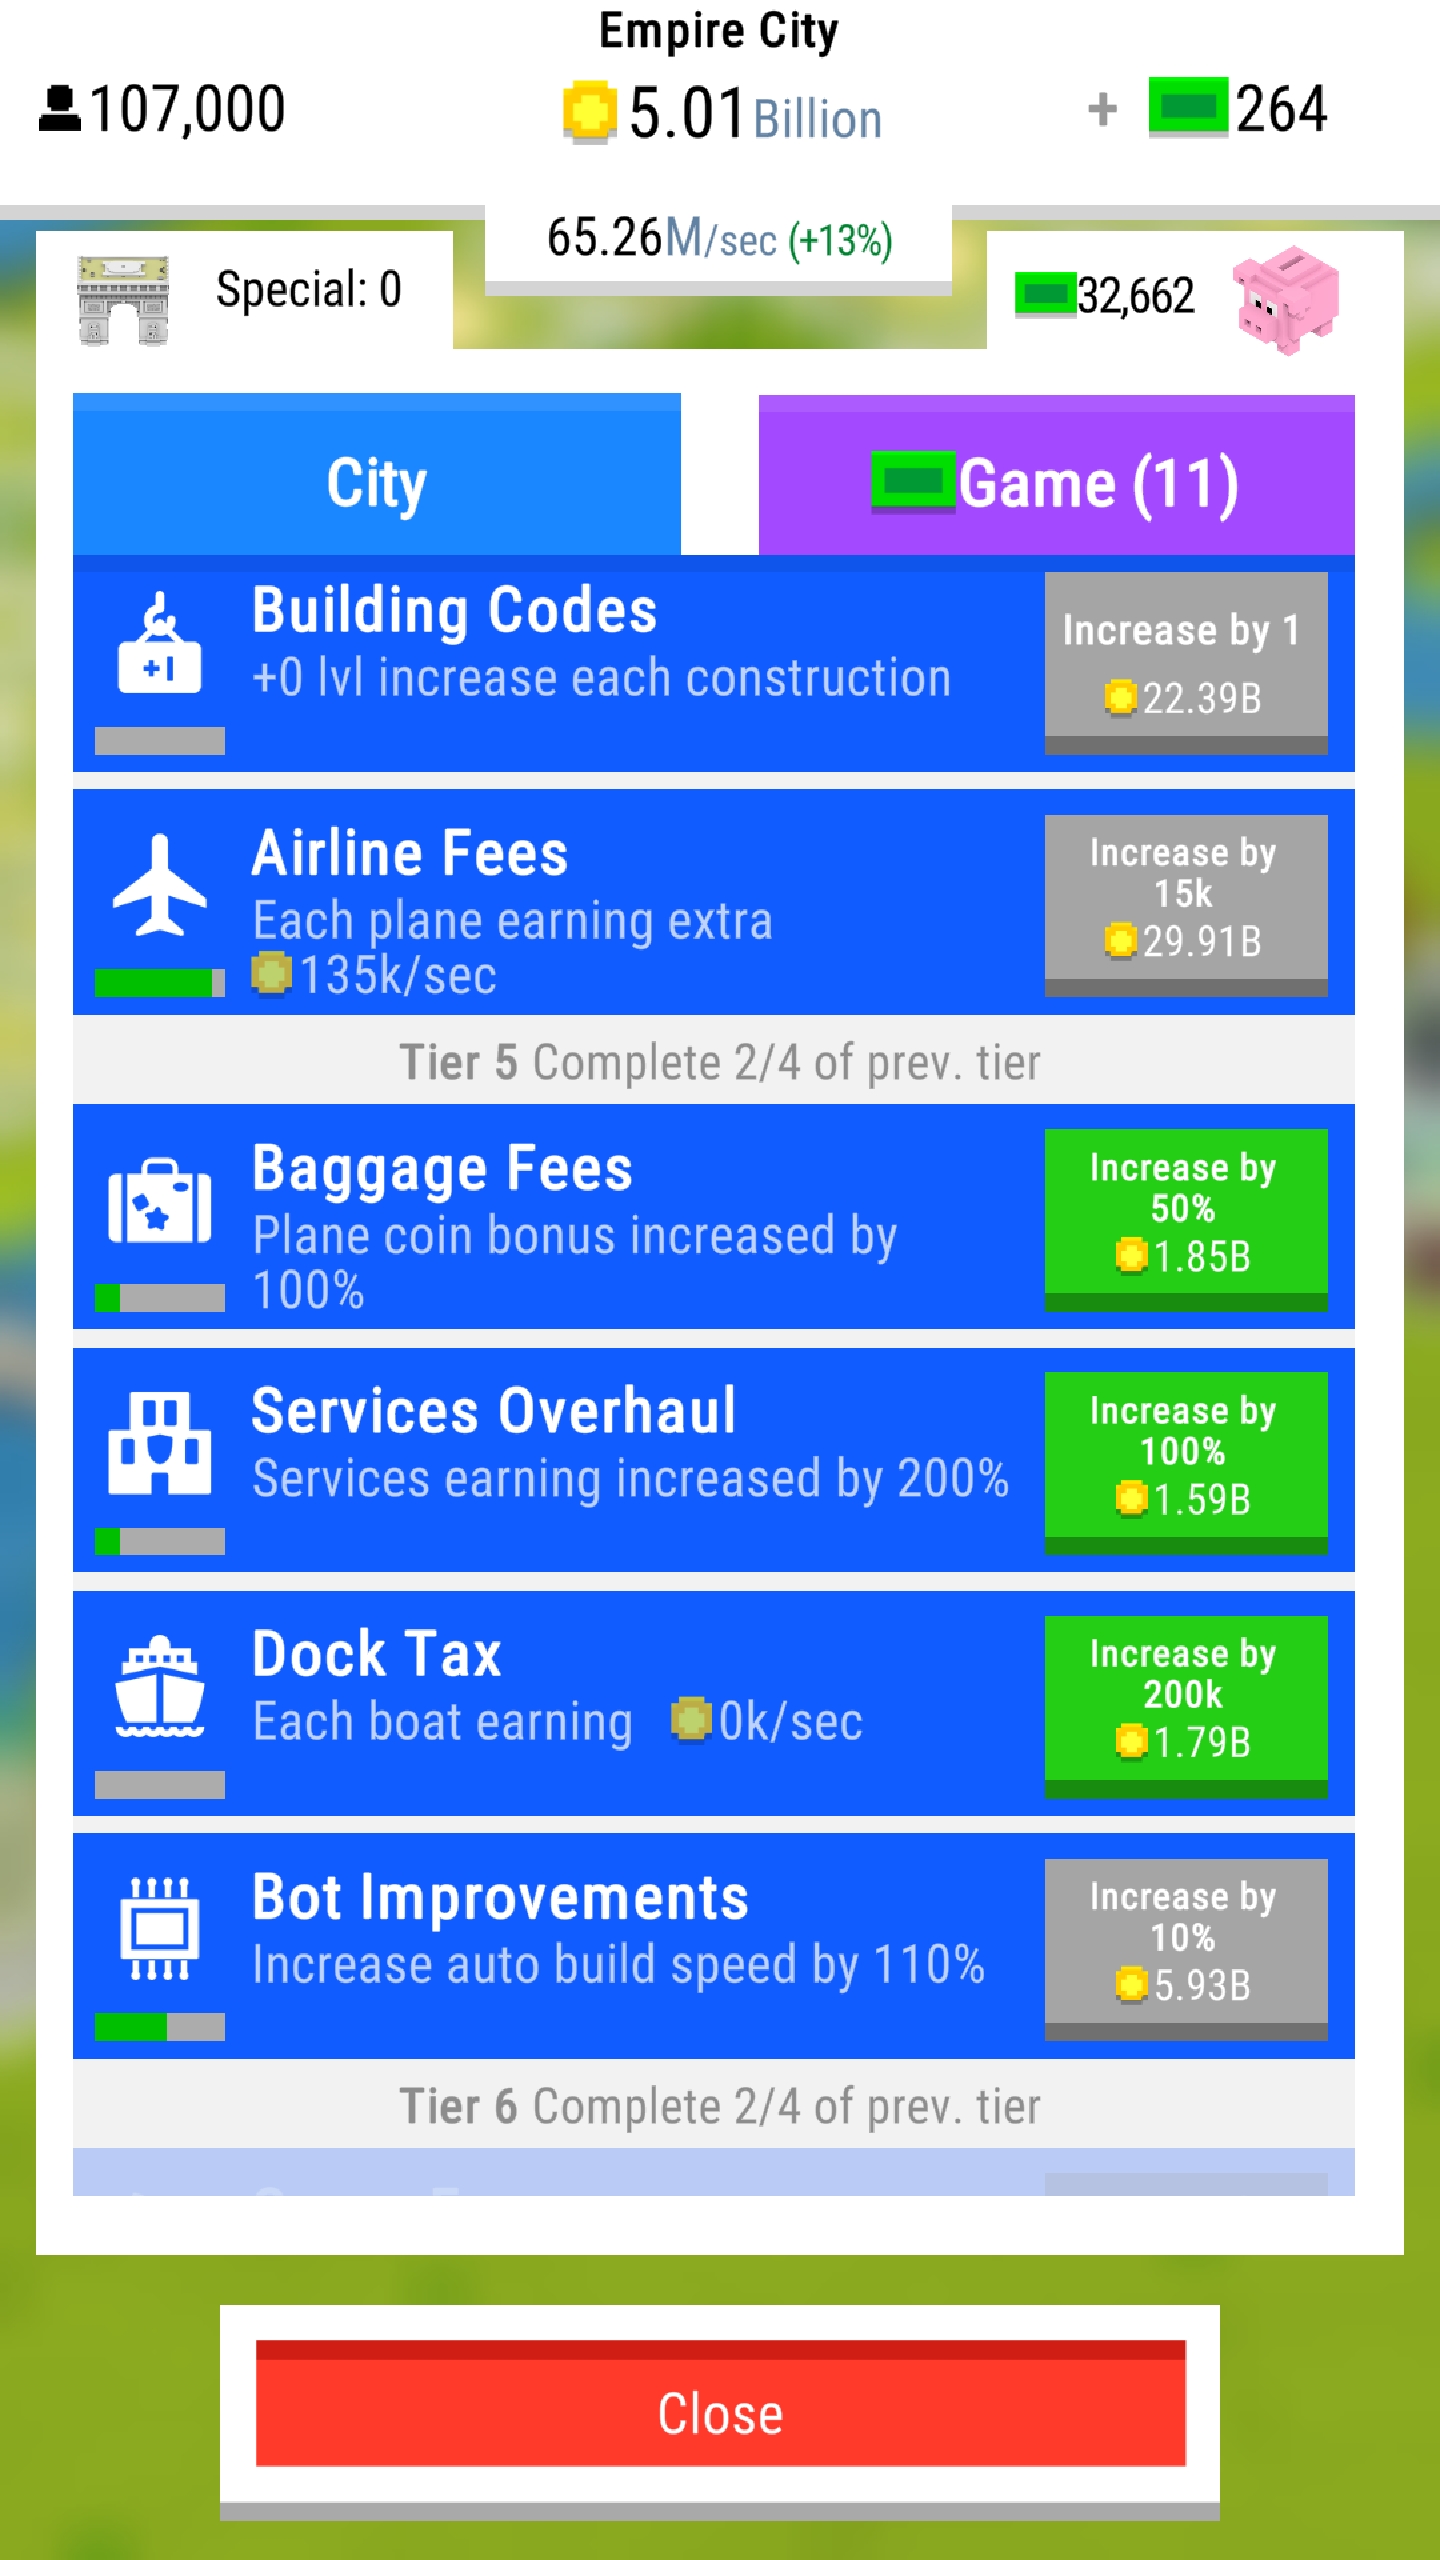 Empire City
107,000
5.01 Billion
+ 264
65.26M/sec (+13%)
Special: 0
32,662
City
Game (11)
Building Codes
+0 lvl increase each construction
Increase by 1
22.39B
Airline Fees
Each plane earning extra
135k/sec
Increase by
15k
29.91B
Tier 5 Complete 2/4 of prev. tier
Baggage Fees
Plane coin bonus increased by
100%
Increase by
50%
1.85B
Services Overhaul
Services earning increased by 200%
Increase by
100%
1.59B
Dock Tax
Each boat earning 0k/sec
Increase by
200k
1.79B
Bot Improvements
Increase auto build speed by 110%
Increase by
10%
5.93B
Tier 6 Complete 2/4 of prev. tier
Close